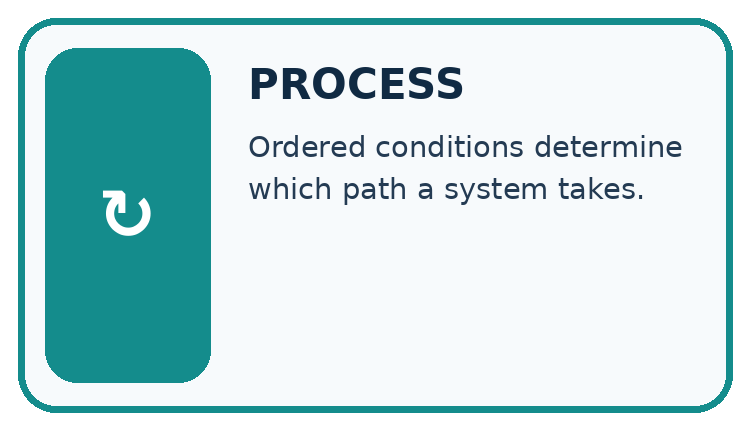 PROCESS
Ordered conditions determine
which path a system takes.